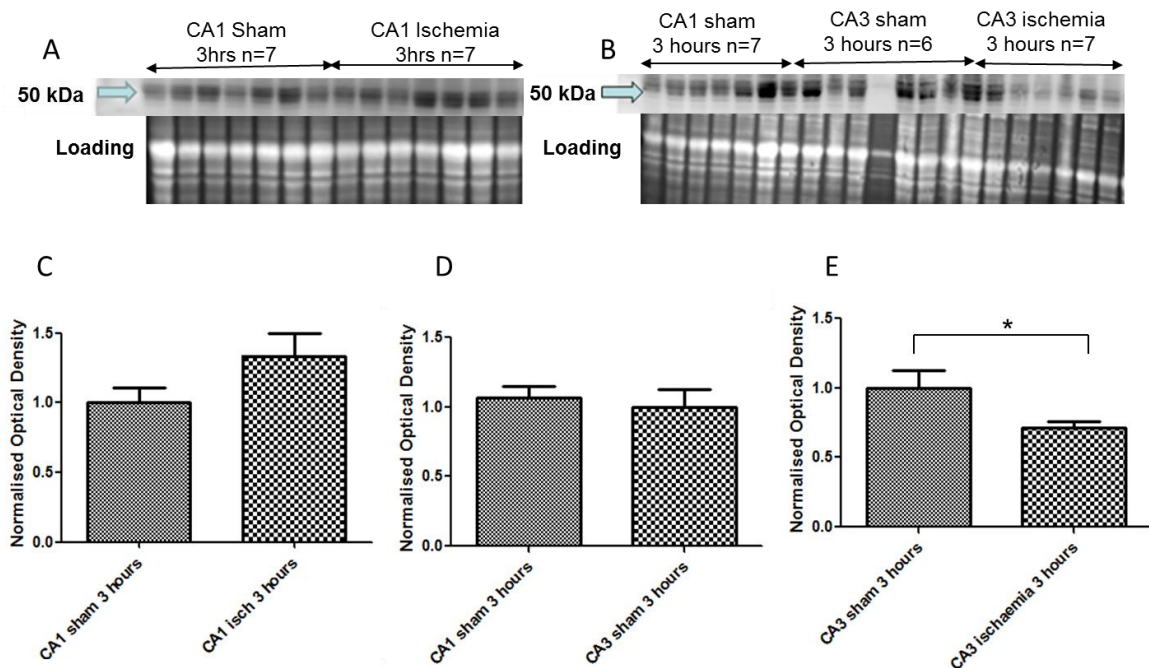 A
CA1 Sham
3hrs n=7
CA1 Ischemia
3hrs n=7
50 kDa
Loading
B
CA1 sham
3 hours n=7
CA3 sham
3 hours n=6
CA3 ischemia
3 hours n=7
50 kDa
Loading
C
Normalised Optical Density
1.5
1.0
0.5
0.0
CA1 sham 3 hours
CA1 isch 3 hours
D
Normalised Optical Density
1.5
1.0
0.5
0.0
CA1 sham 3 hours
CA3 sham 3 hours
E
Normalised Optical Density
1.5
1.0
0.5
0.0
*
CA3 sham 3 hours
CA3 ischaemia 3 hours